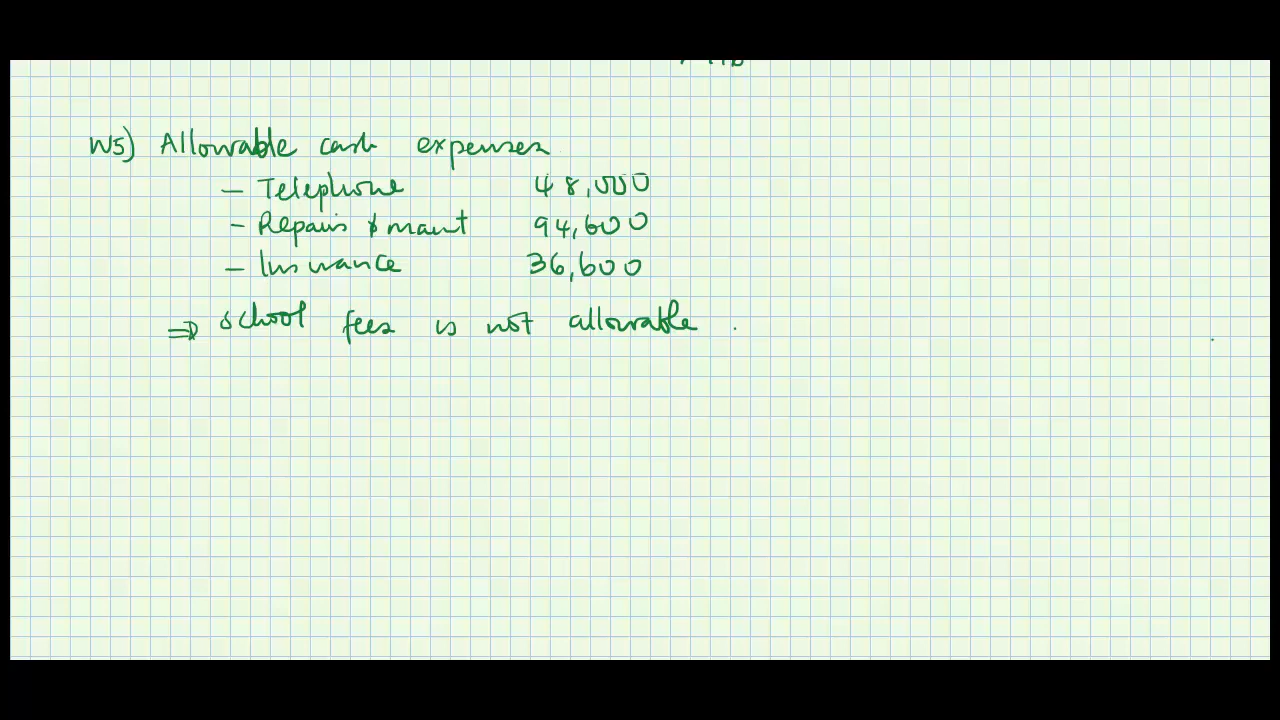 W5) Allowable cash expenses
- Telephone 48,000
- Repairs & maint 94,600
- Insurance 36,600
⇒ School fees is not allowable.